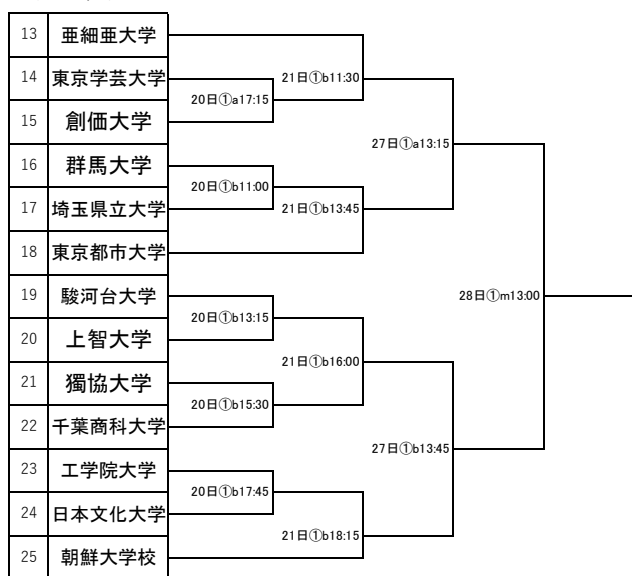 13 亜細亜大学
21日①b11:30
14 東京学芸大学
20日①a17:15
15 創価大学
27日①a13:15
16 群馬大学
20日①b11:00
17 埼玉県立大学
21日①b13:45
18 東京都市大学
19 駿河台大学
28日①m13:00
20日①b13:15
20 上智大学
21日①b16:00
21 獨協大学
20日①b15:30
22 千葉商科大学
27日①b13:45
23 工学院大学
20日①b17:45
24 日本文化大学
21日①b18:15
25 朝鮮大学校